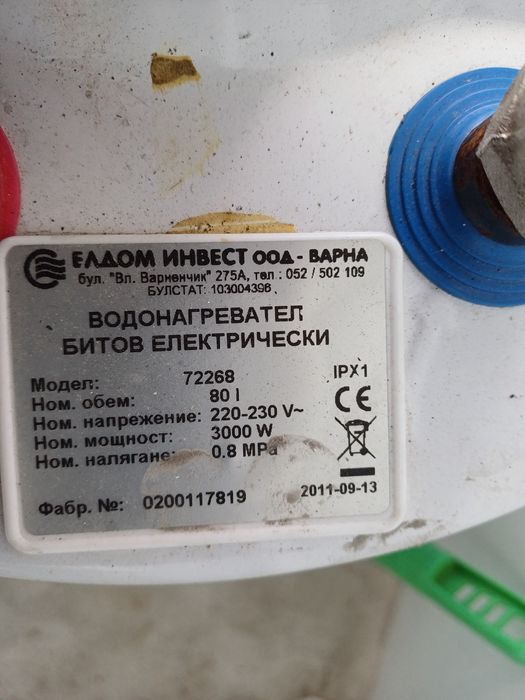 ЕЛДОМ ИНВЕСТ ООД - ВАРНА
бул. "Вл. Варненчик" 275А, тел.: 052 / 502 109
БУЛСТАТ: 103004396
ВОДОНАГРЕВАТЕЛ
БИТОВ ЕЛЕКТРИЧЕСКИ
Модел: 72268 IPX1
Ном. обем: 80 l
Ном. напрежение: 220-230 V~ CE
Ном. мощност: 3000 W
Ном. налягане: 0.8 MPa
Фабр. №: 0200117819 2011-09-13